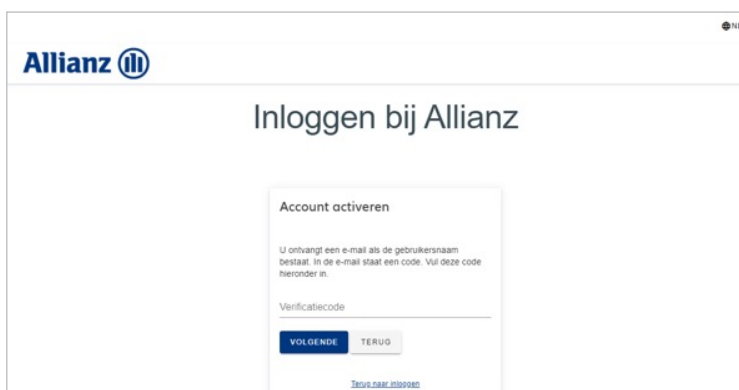 Allianz
Inloggen bij Allianz
Account activeren
U ontvangt een e-mail als de gebruikersnaam
bestaat. In de e-mail staat een code. Vul deze code
hieronder in.
Verificatiecode
VOLGENDE TERUG
Terug naar inloggen